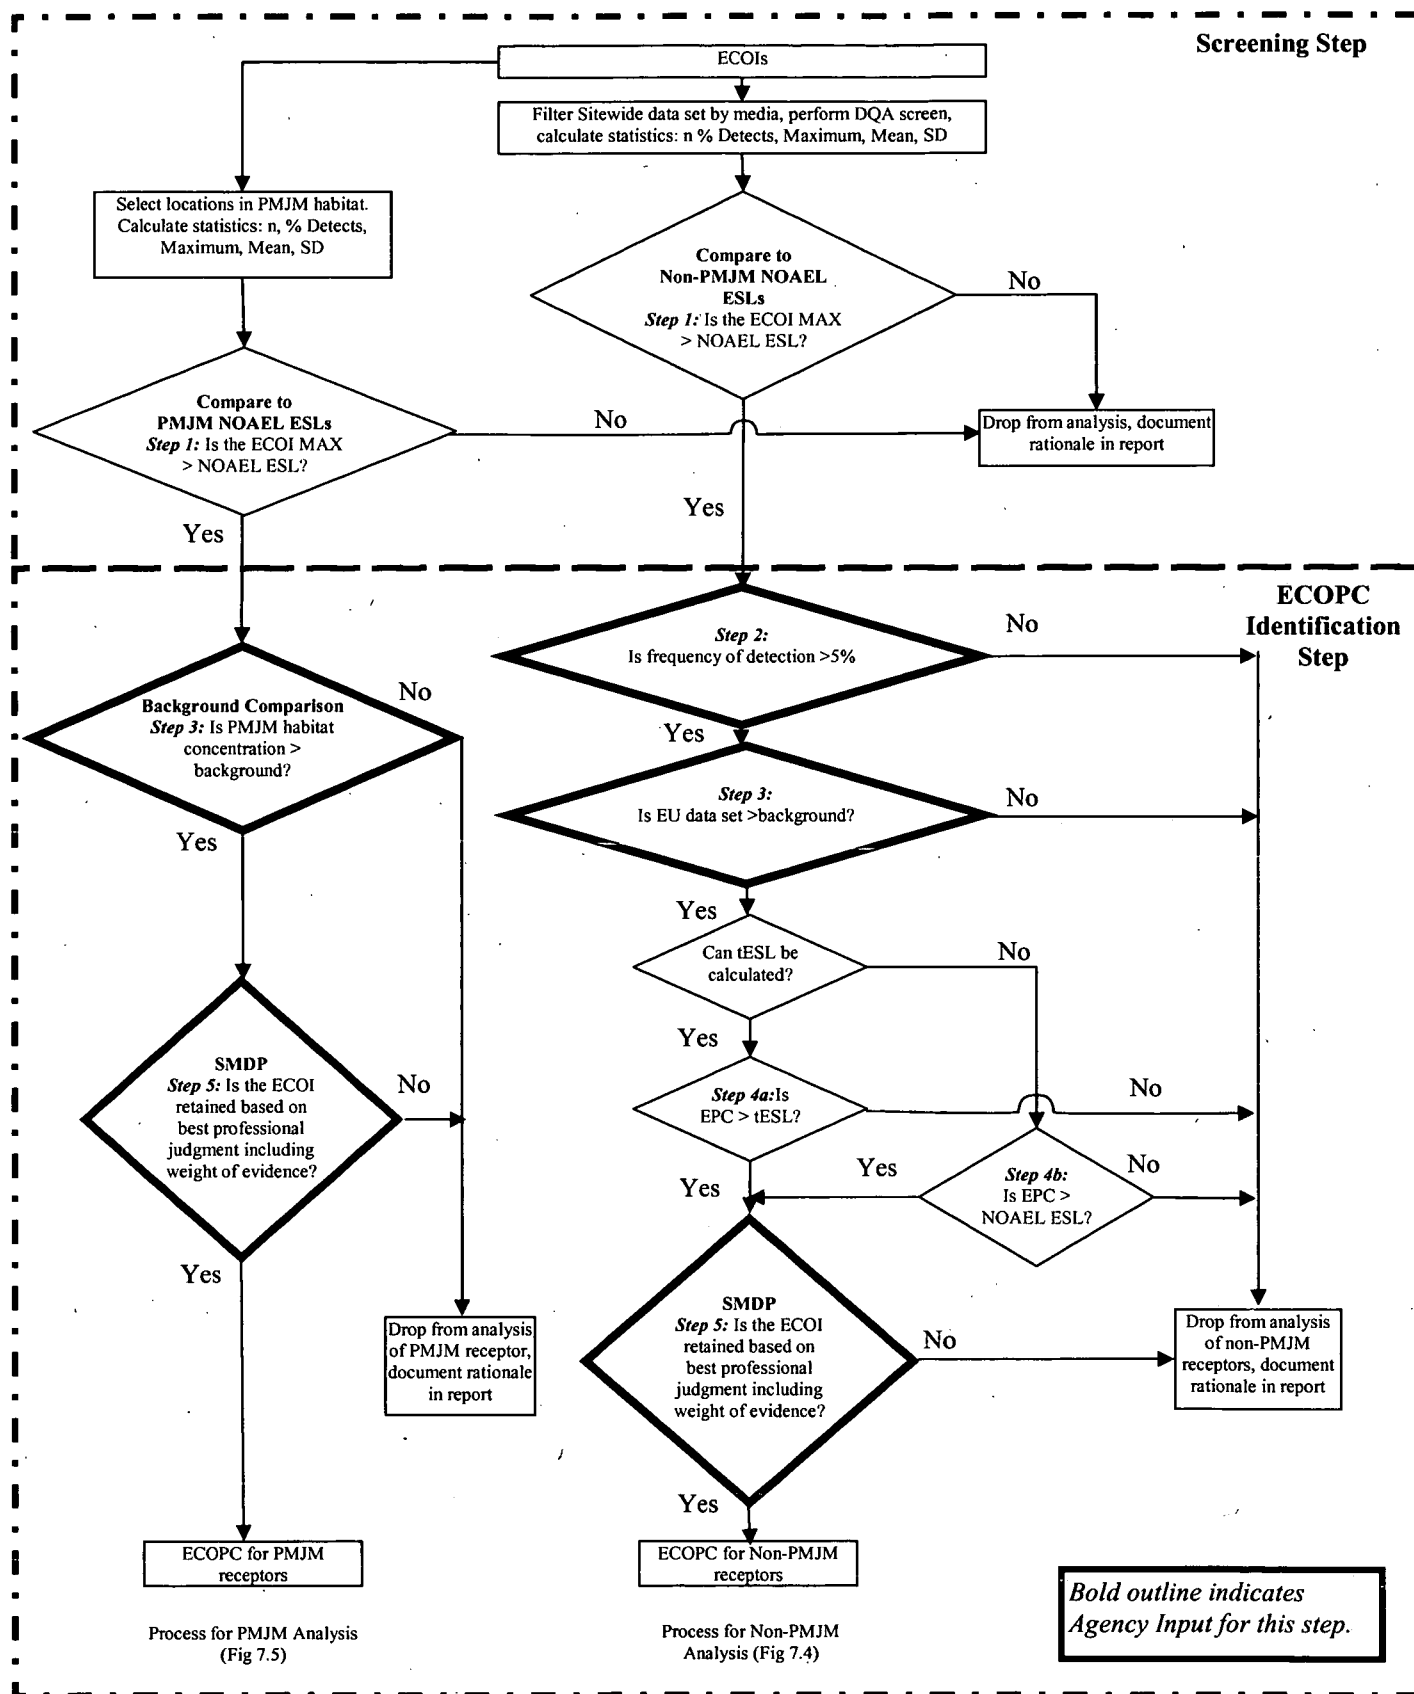 Screening Step
ECOIs
Filter Sitewide data set by media, perform DQA screen,
calculate statistics: n % Detects, Maximum, Mean, SD
Select locations in PMJM habitat.
Calculate statistics: n, % Detects,
Maximum, Mean, SD
Compare to
Non-PMJM NOAEL
ESLs
Step 1: Is the ECOI MAX
> NOAEL ESL?
No
Compare to
PMJM NOAEL ESLs
Step 1: Is the ECOI MAX
> NOAEL ESL?
No
Drop from analysis, document
rationale in report
Yes
Yes
ECOPC
Identification
Step
Step 2:
Is frequency of detection >5%
No
Yes
Background Comparison
Step 3: Is PMJM habitat
concentration >
background?
No
Yes
Step 3:
Is EU data set >background?
No
Yes
Can tESL be
calculated?
No
Yes
Step 4a:Is
EPC > tESL?
No
Yes
Step 4b:
Is EPC >
NOAEL ESL?
Yes
No
SMDP
Step 5: Is the ECOI
retained based on
best professional
judgment including
weight of evidence?
No
Yes
Drop from analysis
of PMJM receptor,
document rationale
in report
SMDP
Step 5: Is the ECOI
retained based on
best professional
judgment including
weight of evidence?
No
Yes
Drop from analysis
of non-PMJM
receptors, document
rationale in report
ECOPC for PMJM
receptors
ECOPC for Non-PMJM
receptors
Process for PMJM Analysis
(Fig 7.5)
Process for Non-PMJM
Analysis (Fig 7.4)
Bold outline indicates
Agency Input for this step.